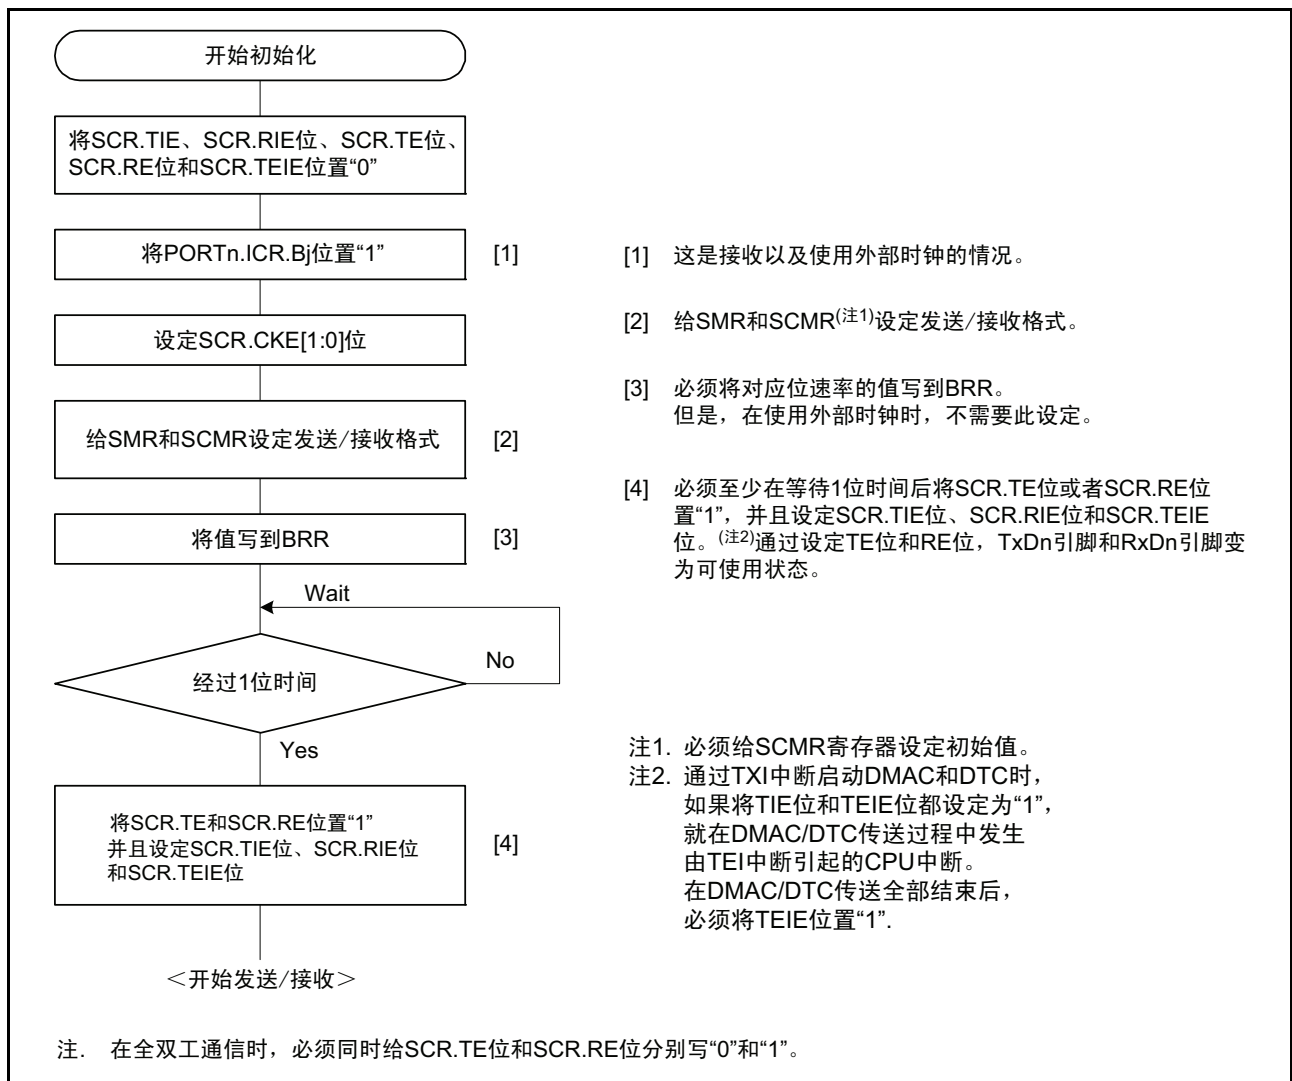 开始初始化
将SCR.TIE、SCR.RIE位、SCR.TE位、
SCR.RE位和SCR.TEIE位置“0”
将PORTn.ICR.Bj位置“1”
[1]
设定SCR.CKE[1:0]位
给SMR和SCMR设定发送/接收格式
[2]
将值写到BRR
[3]
Wait
经过1位时间
No
Yes
将SCR.TE和SCR.RE位置“1”
并且设定SCR.TIE位、SCR.RIE位
和SCR.TEIE位
[4]
＜开始发送/接收＞
[1] 这是接收以及使用外部时钟的情况。
[2] 给SMR和SCMR(注1)设定发送/接收格式。
[3] 必须将对应位速率的值写到BRR。
但是，在使用外部时钟时，不需要此设定。
[4] 必须至少在等待1位时间后将SCR.TE位或者SCR.RE位
置“1”，并且设定SCR.TIE位、SCR.RIE位和SCR.TEIE
位。(注2)通过设定TE位和RE位，TxDn引脚和RxDn引脚变
为可使用状态。
注1. 必须给SCMR寄存器设定初始值。
注2. 通过TXI中断启动DMAC和DTC时，
如果将TIE位和TEIE位都设定为“1”，
就在DMAC/DTC传送过程中发生
由TEI中断引起的CPU中断。
在DMAC/DTC传送全部结束后，
必须将TEIE位置“1”.
注. 在全双工通信时，必须同时给SCR.TE位和SCR.RE位分别写“0”和“1”。